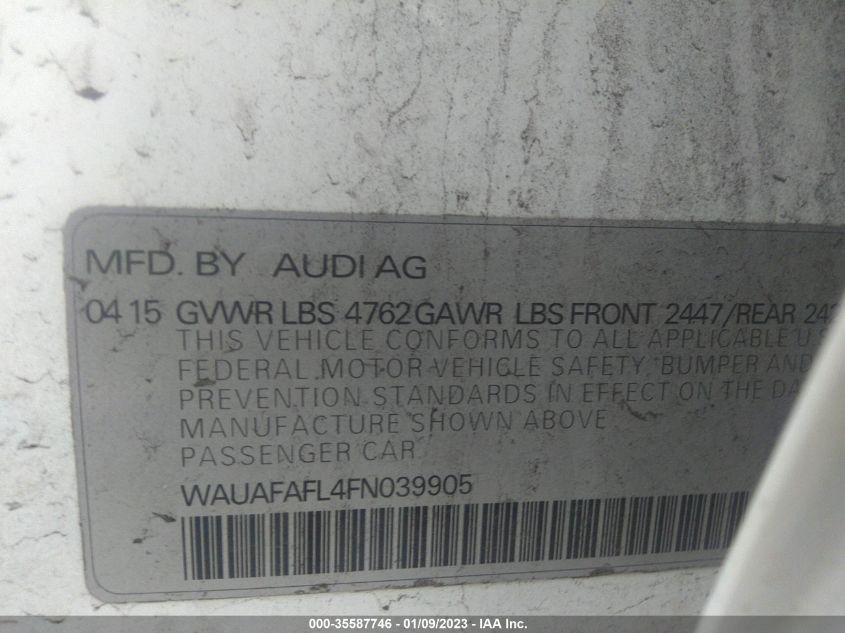 MFD. BY AUDI AG
04 15 GVWR LBS 4762 GAWR LBS FRONT 2447/REAR
THIS VEHICLE CONFORMS TO ALL APPLICABLE U
FEDERAL MOTOR VEHICLE SAFETY, BUMPER AND
PREVENTION STANDARDS IN EFFECT ON THE
MANUFACTURE SHOWN ABOVE
PASSENGER CAR
WAUAFAFL4FN039905
000-35587746 - 01/09/2023 - IAA Inc.